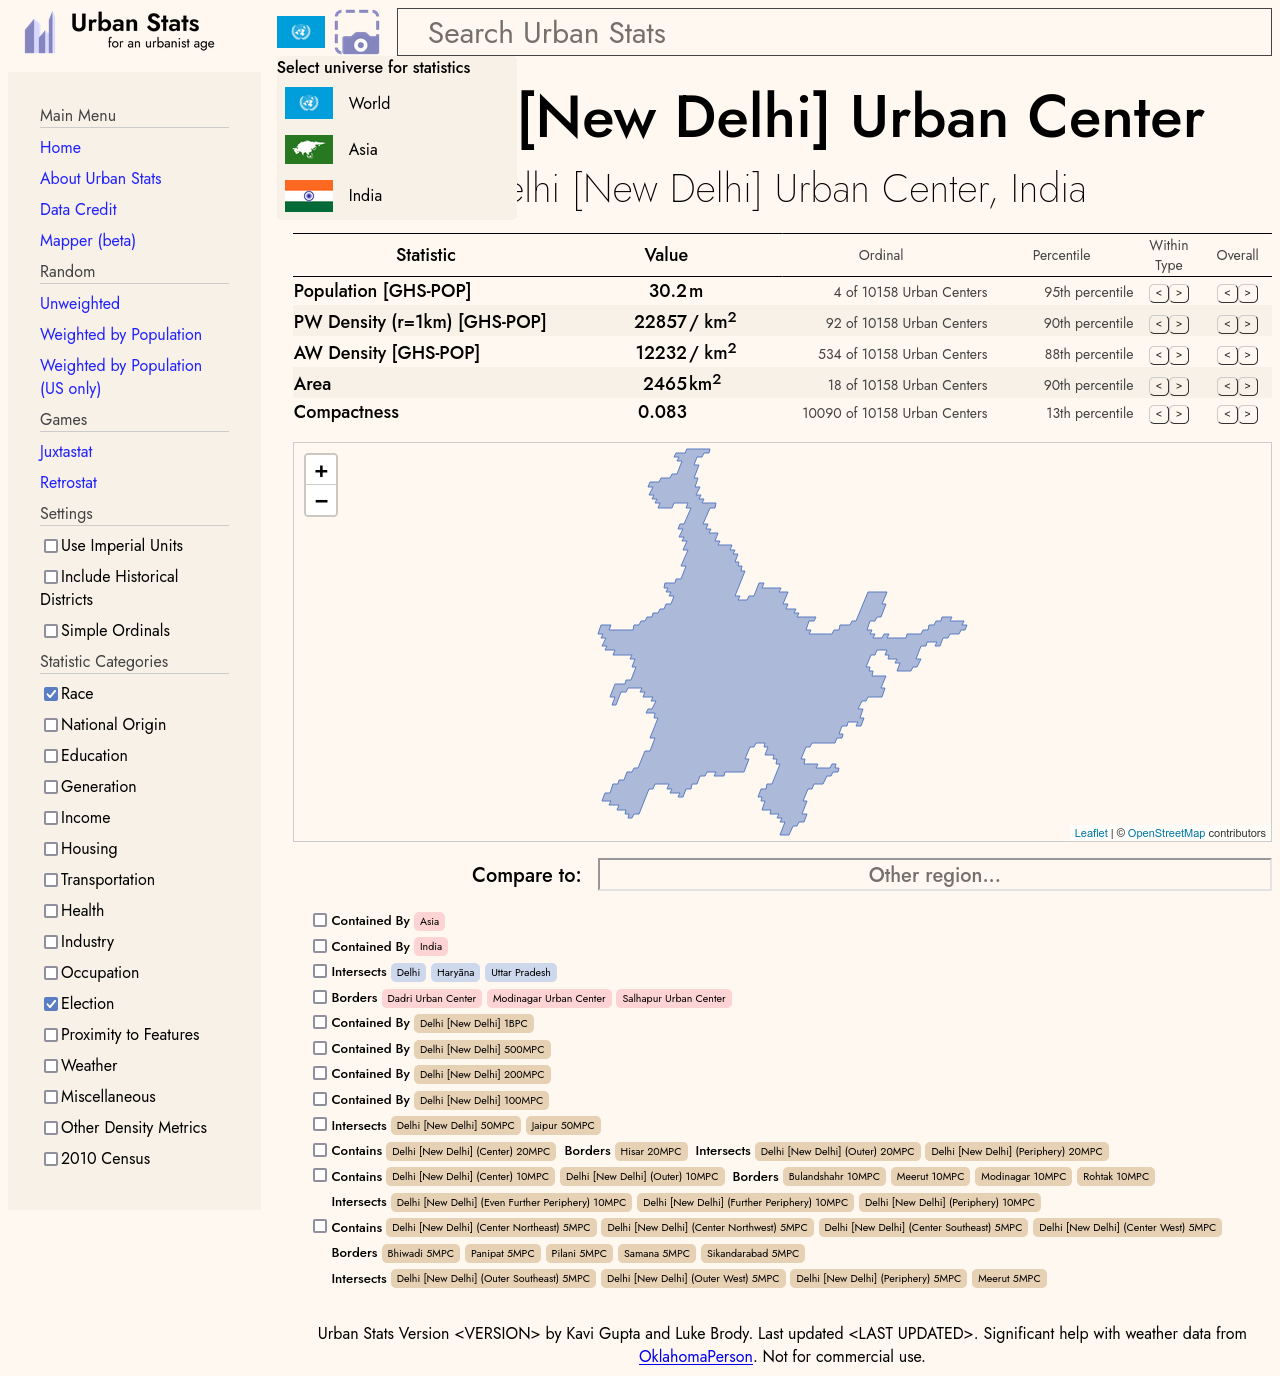 Urban Stats
for an urbanist age
Search Urban Stats
Select universe for statistics
World
Asia
India
[New Delhi] Urban Center
elhi [New Delhi] Urban Center, India
Main Menu
Home
About Urban Stats
Data Credit
Mapper (beta)
Random
Unweighted
Weighted by Population
Weighted by Population
(US only)
Games
Juxtastat
Retrostat
Settings
Use Imperial Units
Include Historical
Districts
Simple Ordinals
Statistic Categories
Race
National Origin
Education
Generation
Income
Housing
Transportation
Health
Industry
Occupation
Election
Proximity to Features
Weather
Miscellaneous
Other Density Metrics
2010 Census
Statistic Value Ordinal Percentile Within Type Overall
Population [GHS-POP] 30.2 m 4 of 10158 Urban Centers 95th percentile < > < >
PW Density (r=1km) [GHS-POP] 22857 / km² 92 of 10158 Urban Centers 90th percentile < > < >
AW Density [GHS-POP] 12232 / km² 534 of 10158 Urban Centers 88th percentile < > < >
Area 2465 km² 18 of 10158 Urban Centers 90th percentile < > < >
Compactness 0.083 10090 of 10158 Urban Centers 13th percentile < > < >
+
−
Leaflet | © OpenStreetMap contributors
Compare to: Other region...
Contained By Asia
Contained By India
Intersects Delhi Haryāna Uttar Pradesh
Borders Dadri Urban Center Modinagar Urban Center Salhapur Urban Center
Contained By Delhi [New Delhi] 1BPC
Contained By Delhi [New Delhi] 500MPC
Contained By Delhi [New Delhi] 200MPC
Contained By Delhi [New Delhi] 100MPC
Intersects Delhi [New Delhi] 50MPC Jaipur 50MPC
Contains Delhi [New Delhi] (Center) 20MPC Borders Hisar 20MPC Intersects Delhi [New Delhi] (Outer) 20MPC Delhi [New Delhi] (Periphery) 20MPC
Contains Delhi [New Delhi] (Center) 10MPC Delhi [New Delhi] (Outer) 10MPC Borders Bulandshahr 10MPC Meerut 10MPC Modinagar 10MPC Rohtak 10MPC
Intersects Delhi [New Delhi] (Even Further Periphery) 10MPC Delhi [New Delhi] (Further Periphery) 10MPC Delhi [New Delhi] (Periphery) 10MPC
Contains Delhi [New Delhi] (Center Northeast) 5MPC Delhi [New Delhi] (Center Northwest) 5MPC Delhi [New Delhi] (Center Southeast) 5MPC Delhi [New Delhi] (Center West) 5MPC
Borders Bhiwadi 5MPC Panipat 5MPC Pilani 5MPC Samana 5MPC Sikandarabad 5MPC
Intersects Delhi [New Delhi] (Outer Southeast) 5MPC Delhi [New Delhi] (Outer West) 5MPC Delhi [New Delhi] (Periphery) 5MPC Meerut 5MPC
Urban Stats Version <VERSION> by Kavi Gupta and Luke Brody. Last updated <LAST UPDATED>. Significant help with weather data from
OklahomaPerson. Not for commercial use.